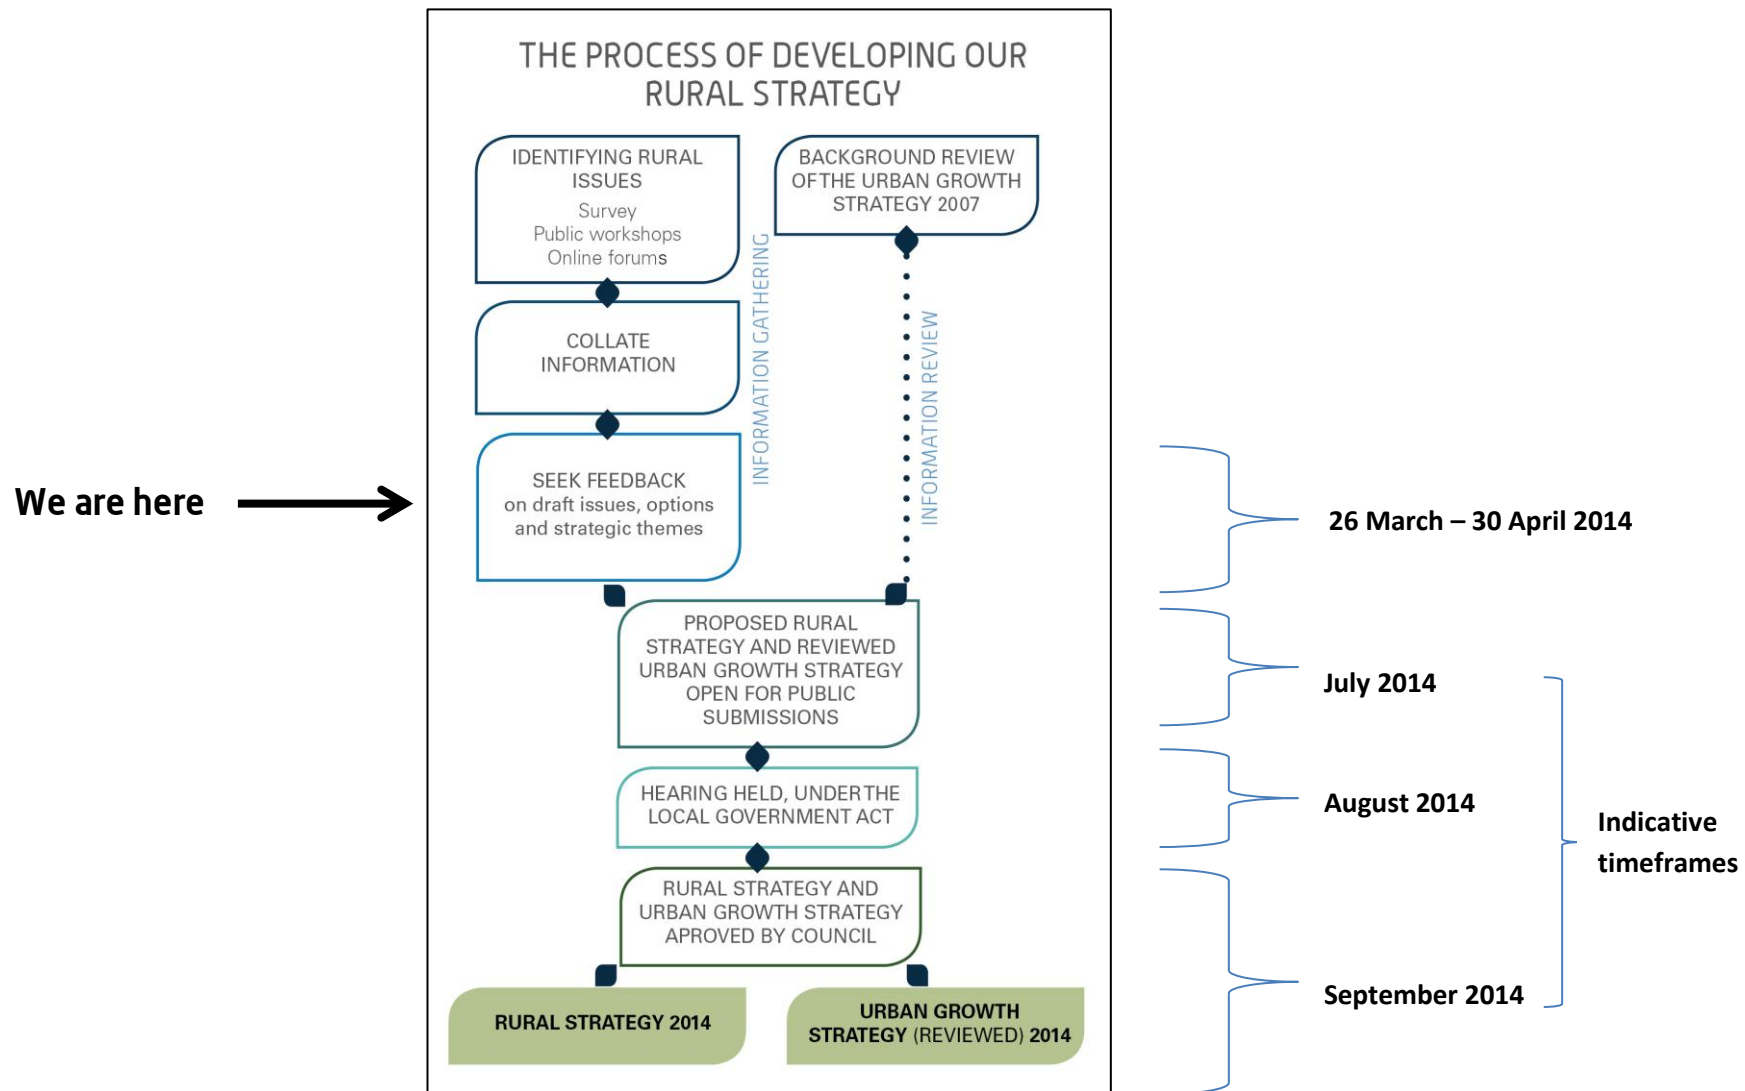 THE PROCESS OF DEVELOPING OUR
RURAL STRATEGY
IDENTIFYING RURAL
ISSUES
Survey
Public workshops
Online forums
BACKGROUND REVIEW
OF THE URBAN GROWTH
STRATEGY 2007
INFORMATION GATHERING
INFORMATION REVIEW
COLLATE
INFORMATION
We are here
SEEK FEEDBACK
on draft issues, options
and strategic themes
26 March – 30 April 2014
PROPOSED RURAL
STRATEGY AND REVIEWED
URBAN GROWTH STRATEGY
OPEN FOR PUBLIC
SUBMISSIONS
July 2014
HEARING HELD, UNDER THE
LOCAL GOVERNMENT ACT
August 2014
Indicative
timeframes
RURAL STRATEGY AND
URBAN GROWTH STRATEGY
APROVED BY COUNCIL
September 2014
RURAL STRATEGY 2014
URBAN GROWTH
STRATEGY (REVIEWED) 2014